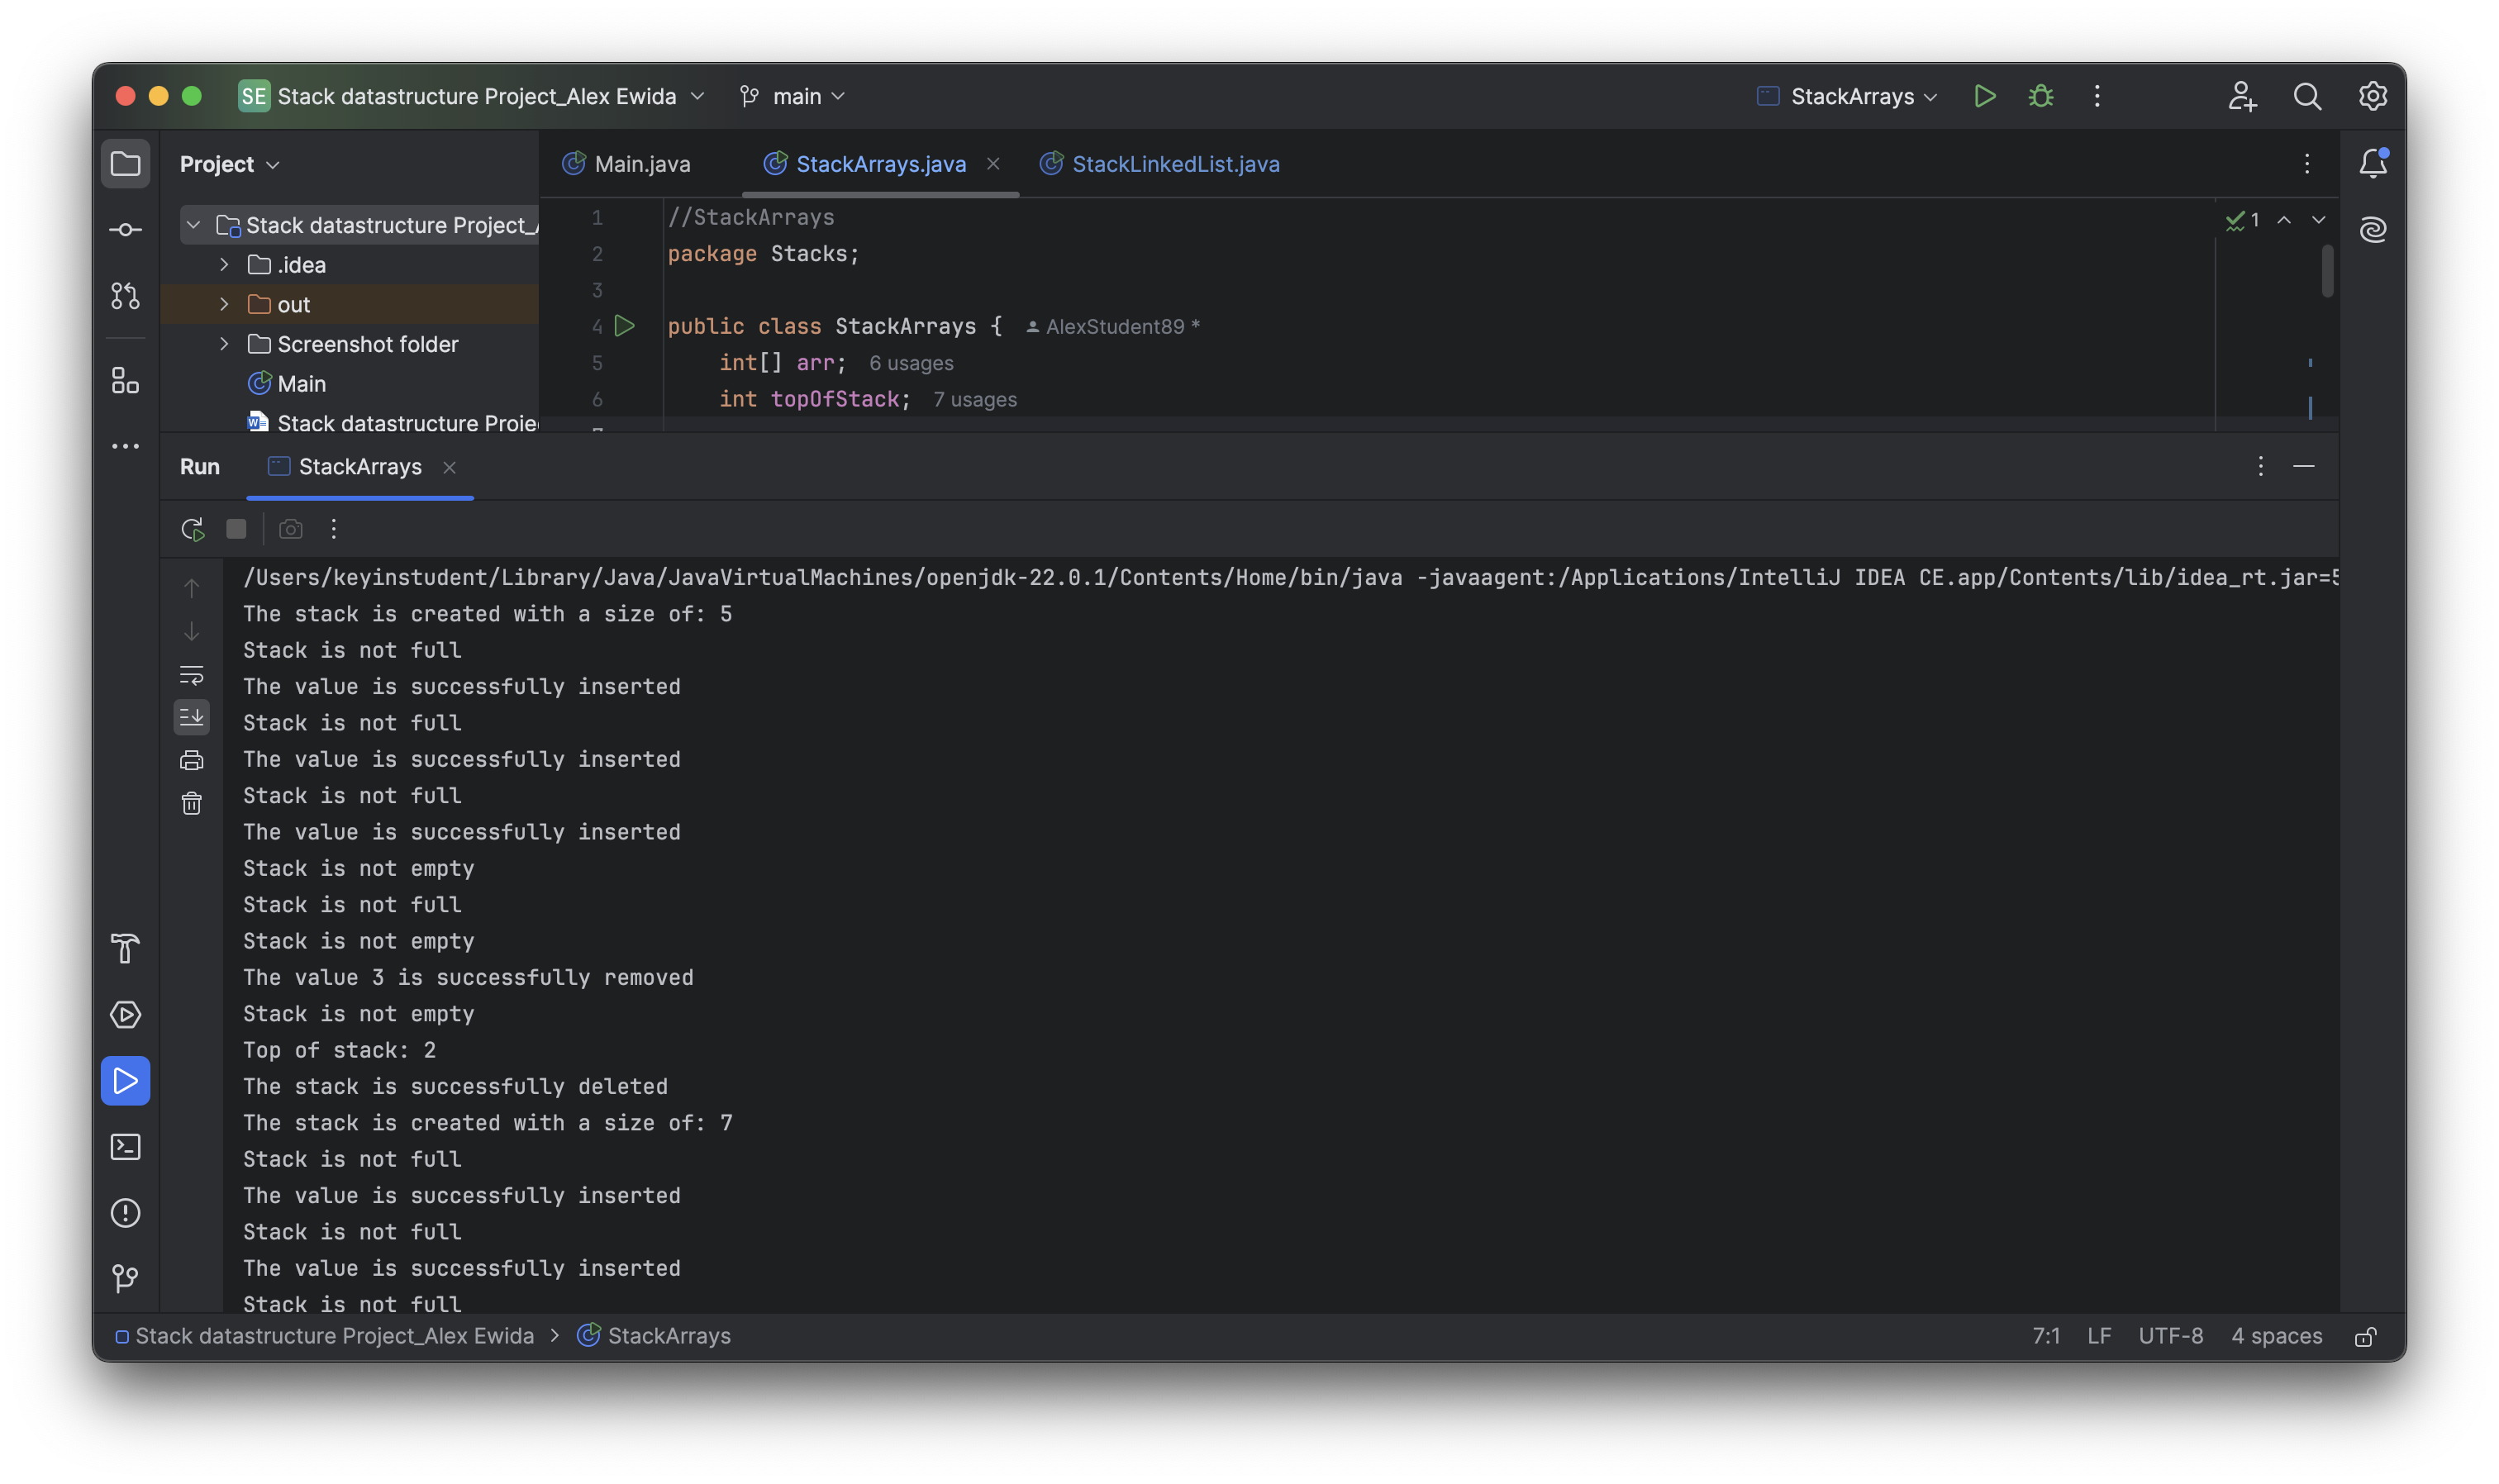 SE Stack datastructure Project_Alex Ewida main StackArrays
Project
Main.java StackArrays.java StackLinkedList.java
Stack datastructure Project_
.idea
out
Screenshot folder
Main
Stack datastructure Proje
1 //StackArrays
2 package Stacks;
3
4 public class StackArrays { AlexStudent89 *
5 int[] arr; 6 usages
6 int topOfStack; 7 usages
7
1
Run StackArrays
/Users/keyinstudent/Library/Java/JavaVirtualMachines/openjdk-22.0.1/Contents/Home/bin/java -javaagent:/Applications/IntelliJ IDEA CE.app/Contents/lib/idea_rt.jar=5
The stack is created with a size of: 5
Stack is not full
The value is successfully inserted
Stack is not full
The value is successfully inserted
Stack is not full
The value is successfully inserted
Stack is not empty
Stack is not full
Stack is not empty
The value 3 is successfully removed
Stack is not empty
Top of stack: 2
The stack is successfully deleted
The stack is created with a size of: 7
Stack is not full
The value is successfully inserted
Stack is not full
The value is successfully inserted
Stack is not full
Stack datastructure Project_Alex Ewida > StackArrays 7:1 LF UTF-8 4 spaces